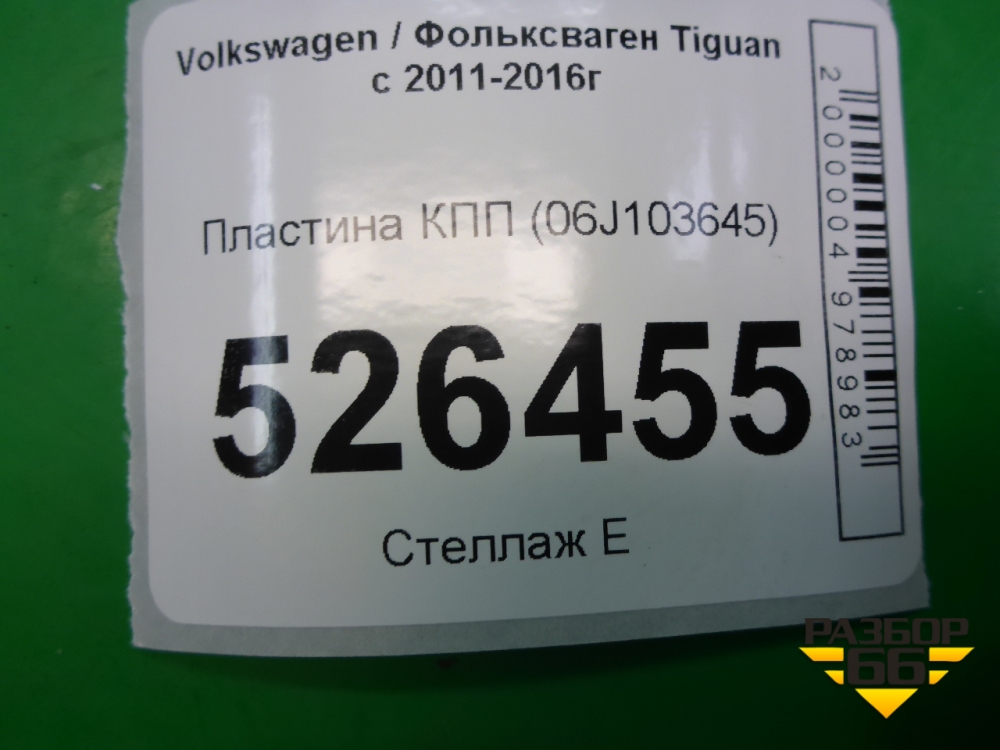 Volkswagen / Фольксваген Tiguan
с 2011-2016г
Пластина КПП (06J103645)
526455
Стеллаж Е
2000004978983
РАЗБОР
66